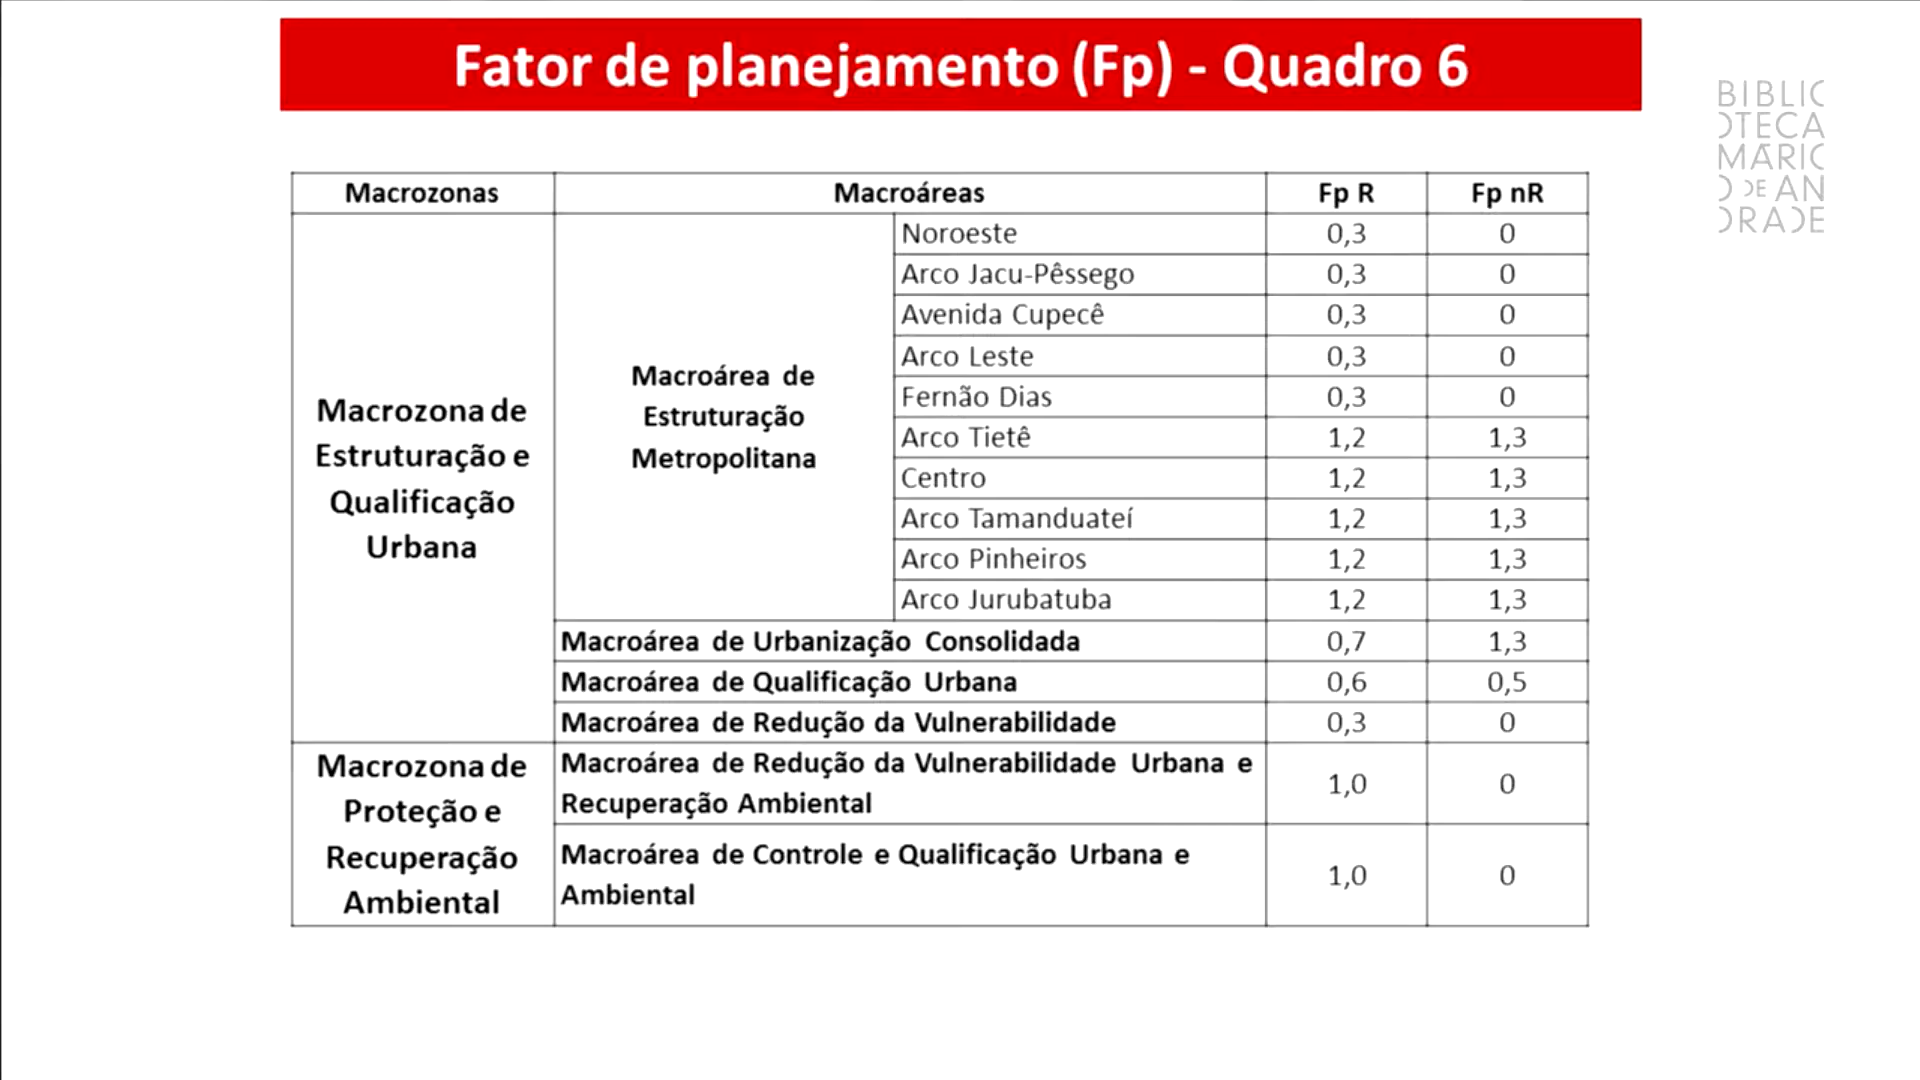 Fator de planejamento (Fp) - Quadro 6
BIBLIC
OTECA
MÁRIC
O DE AN
DRADE
Macrozonas Macroáreas Fp R Fp nR
Macrozona de
Estruturação e
Qualificação
Urbana
Macroárea de
Estruturação
Metropolitana
Noroeste 0,3 0
Arco Jacu-Pêssego 0,3 0
Avenida Cupecê 0,3 0
Arco Leste 0,3 0
Fernão Dias 0,3 0
Arco Tietê 1,2 1,3
Centro 1,2 1,3
Arco Tamanduateí 1,2 1,3
Arco Pinheiros 1,2 1,3
Arco Jurubatuba 1,2 1,3
Macroárea de Urbanização Consolidada 0,7 1,3
Macroárea de Qualificação Urbana 0,6 0,5
Macroárea de Redução da Vulnerabilidade 0,3 0
Macrozona de
Proteção e
Recuperação
Ambiental
Macroárea de Redução da Vulnerabilidade Urbana e
Recuperação Ambiental 1,0 0
Macroárea de Controle e Qualificação Urbana e
Ambiental 1,0 0